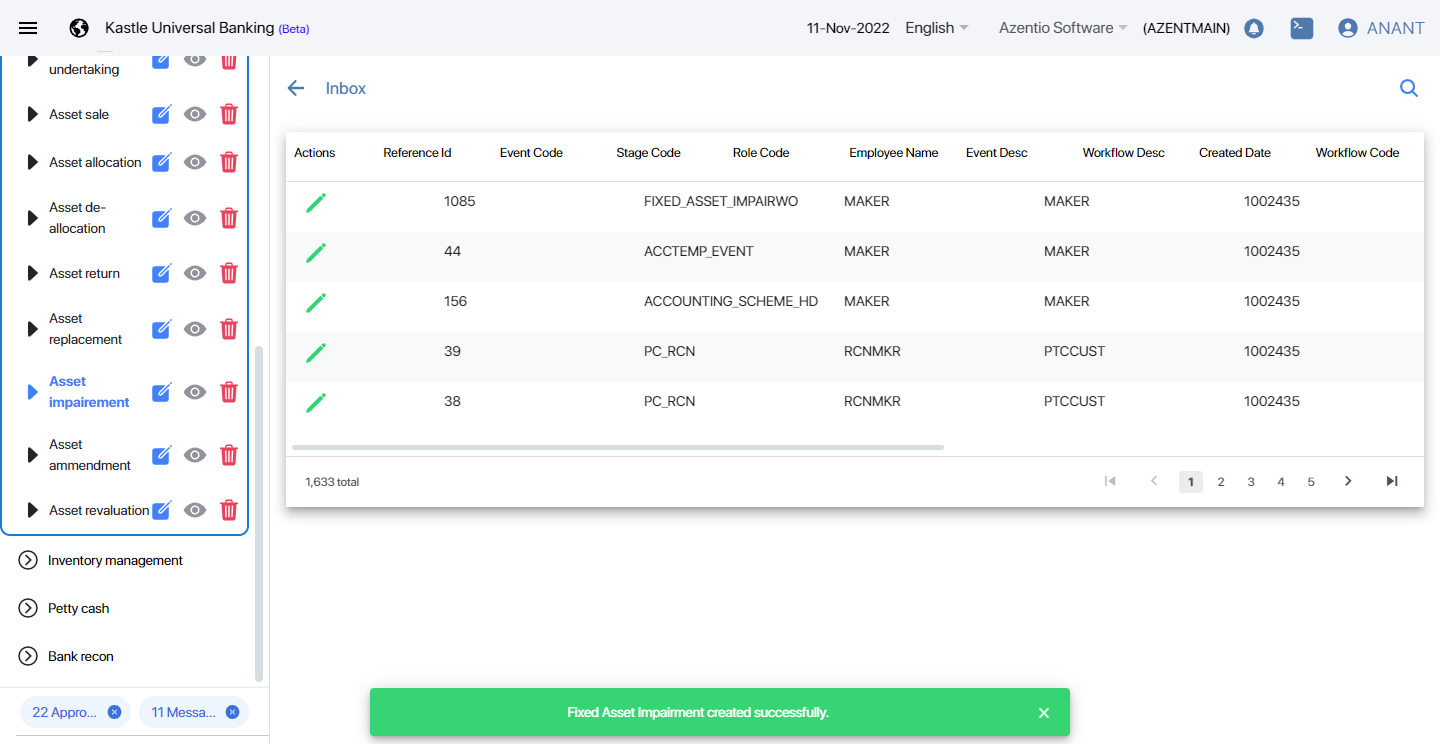 Kastle Universal Banking (Beta)
11-Nov-2022 English Azentio Software (AZENTMAIN) ANANT
undertaking
Asset sale
Asset allocation
Asset de-
allocation
Asset return
Asset
replacement
Asset
impairement
Asset
ammendment
Asset revaluation
Inventory management
Petty cash
Bank recon
22 Appro...
11 Messa...
Inbox
Actions Reference Id Event Code Stage Code Role Code Employee Name Event Desc Workflow Desc Created Date Workflow Code
1085 FIXED_ASSET_IMPAIRWO MAKER MAKER 1002435
44 ACCTEMP_EVENT MAKER MAKER 1002435
156 ACCOUNTING_SCHEME_HD MAKER MAKER 1002435
39 PC_RCN RCNMKR PTCCUST 1002435
38 PC_RCN RCNMKR PTCCUST 1002435
1,633 total
1 2 3 4 5
Fixed Asset Impairment created successfully.